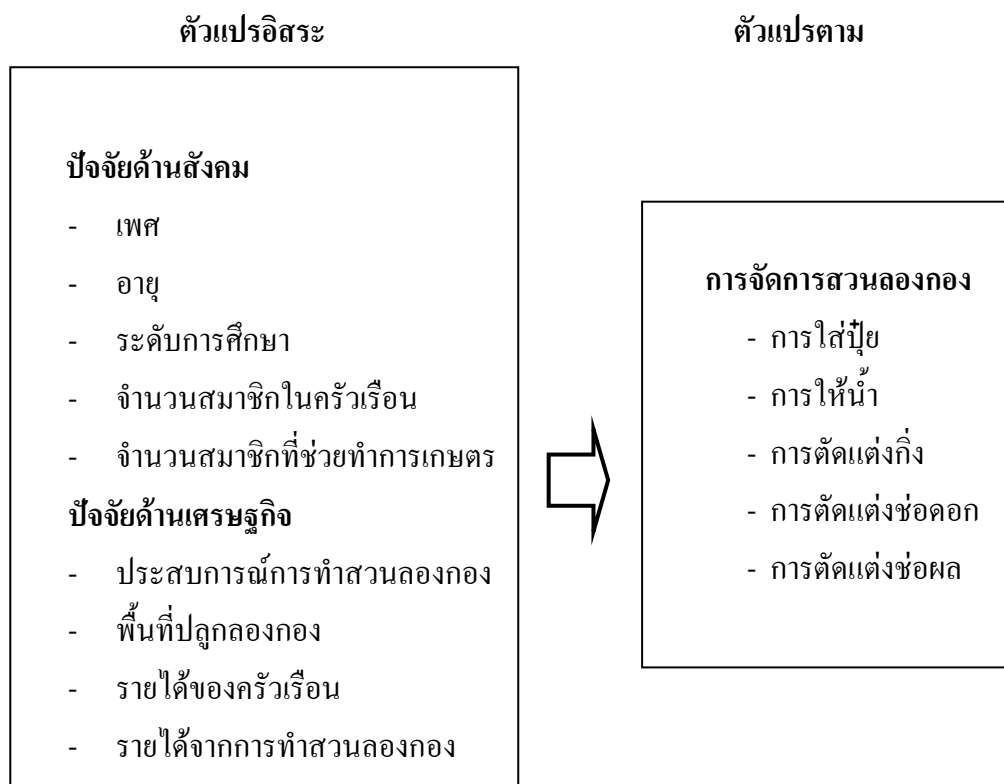 ตัวแปรอิสระ
ปัจจัยด้านสังคม
- เพศ
- อายุ
- ระดับการศึกษา
- จำนวนสมาชิกในครัวเรือน
- จำนวนสมาชิกที่ช่วยทำการเกษตร
ปัจจัยด้านเศรษฐกิจ
- ประสบการณ์การทำสวนลองกอง
- พื้นที่ปลูกลองกอง
- รายได้ของครัวเรือน
- รายได้จากการทำสวนลองกอง
ตัวแปรตาม
การจัดการสวนลองกอง
- การใส่ปุ๋ย
- การให้น้ำ
- การตัดแต่งกิ่ง
- การตัดแต่งช่อดอก
- การตัดแต่งช่อผล